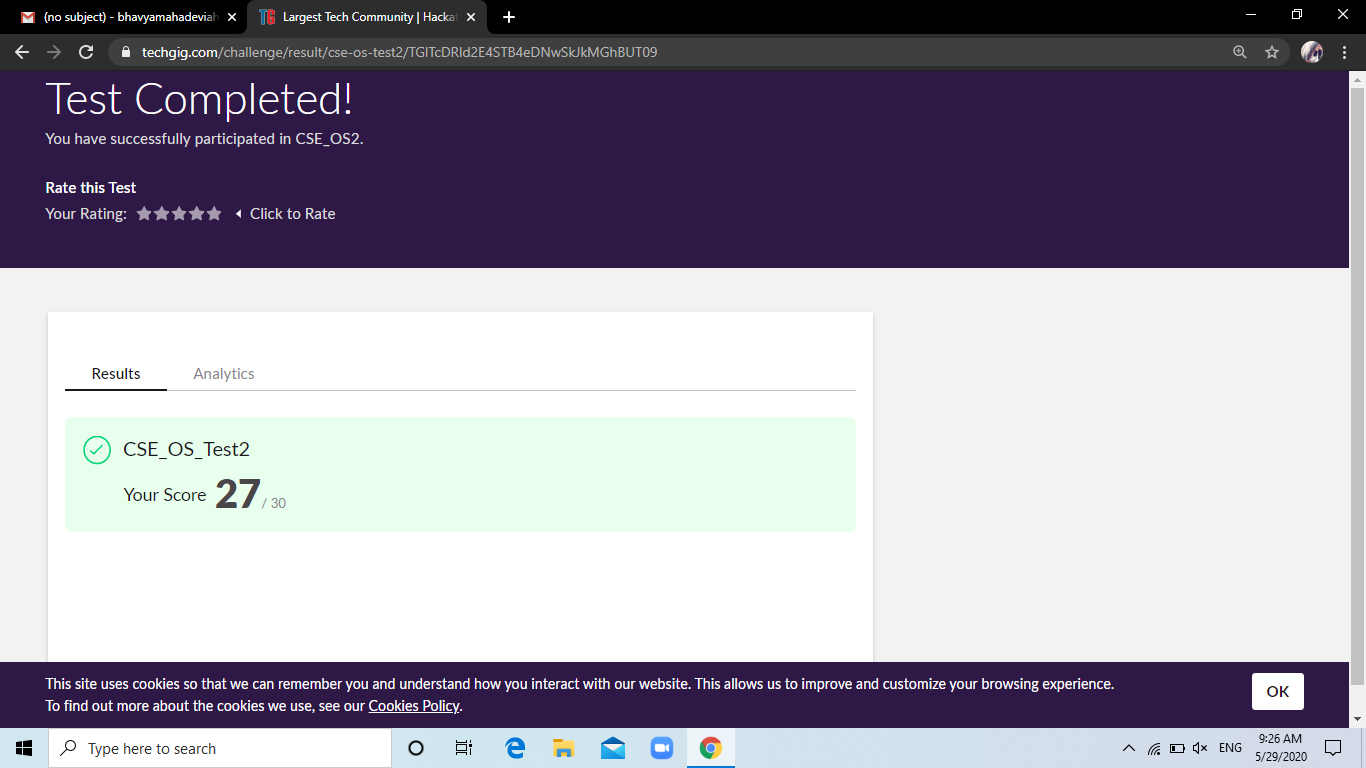 (no subject) - bhavyamahadeviah
Largest Tech Community | Hackat
techgig.com/challenge/result/cse-os-test2/TGlTcDRId2E4STB4eDNwSkJkMGhBUT09
Test Completed!
You have successfully participated in CSE_OS2.
Rate this Test
Your Rating: Click to Rate
Results Analytics
CSE_OS_Test2
Your Score 27 / 30
This site uses cookies so that we can remember you and understand how you interact with our website. This allows us to improve and customize your browsing experience.
To find out more about the cookies we use, see our Cookies Policy.
OK
Type here to search
ENG
9:26 AM
5/29/2020